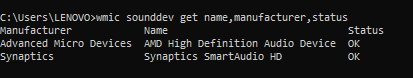 C:\Users\LENOVO>wmic sounddev get name,manufacturer,status
Manufacturer Name Status
Advanced Micro Devices AMD High Definition Audio Device OK
Synaptics Synaptics SmartAudio HD OK